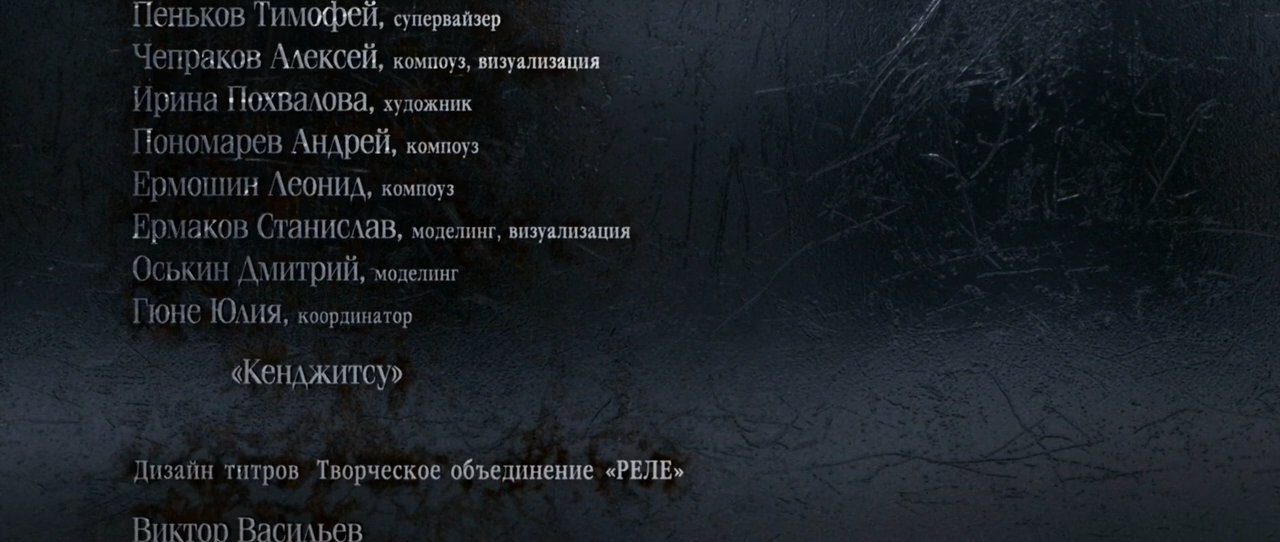 Пеньков Тимофей, супервайзер
Чепраков Алексей, компоуз, визуализация
Ирина Похвалова, художник
Пономарев Андрей, компоуз
Ермошин Леонид, компоуз
Ермаков Станислав, моделинг, визуализация
Оськин Дмитрий, моделинг
Гюне Юлия, координатор
«Кенджитсу»
Дизайн титров Творческое объединение «РЕЛЕ»
Виктор Васильев